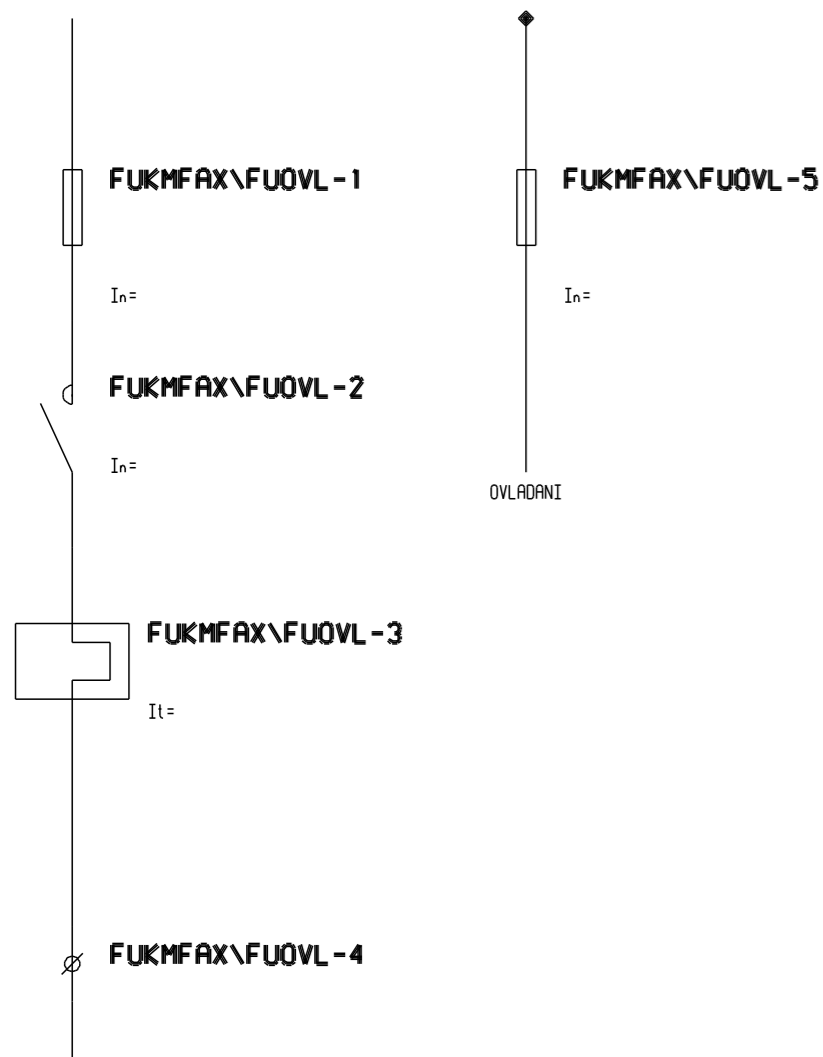 FUKMFAX\FUOVL-1
In=
FUKMFAX\FUOVL-2
In=
FUKMFAX\FUOVL-3
It=
FUKMFAX\FUOVL-4
FUKMFAX\FUOVL-5
In=
OVLADANI